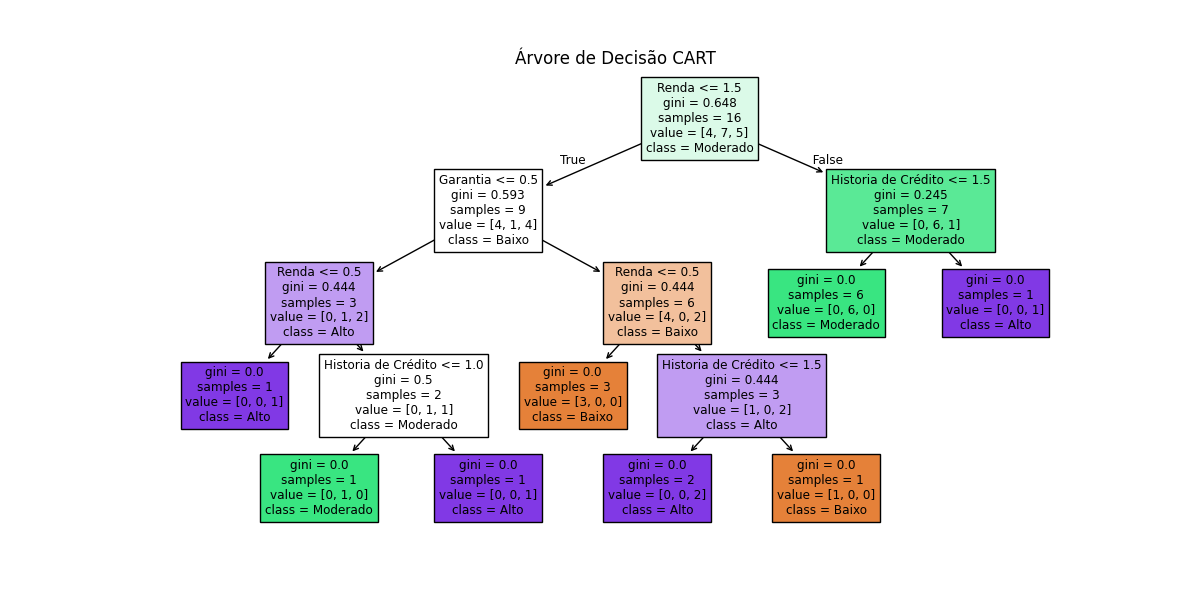 Árvore de Decisão CART
Renda <= 1.5
gini = 0.648
samples = 16
value = [4, 7, 5]
class = Moderado
True
False
Garantia <= 0.5
gini = 0.593
samples = 9
value = [4, 1, 4]
class = Baixo
Historia de Crédito <= 1.5
gini = 0.245
samples = 7
value = [0, 6, 1]
class = Moderado
Renda <= 0.5
gini = 0.444
samples = 3
value = [0, 1, 2]
class = Alto
Renda <= 0.5
gini = 0.444
samples = 6
value = [4, 0, 2]
class = Baixo
gini = 0.0
samples = 6
value = [0, 6, 0]
class = Moderado
gini = 0.0
samples = 1
value = [0, 0, 1]
class = Alto
gini = 0.0
samples = 1
value = [0, 0, 1]
class = Alto
Historia de Crédito <= 1.0
gini = 0.5
samples = 2
value = [0, 1, 1]
class = Moderado
gini = 0.0
samples = 3
value = [3, 0, 0]
class = Baixo
Historia de Crédito <= 1.5
gini = 0.444
samples = 3
value = [1, 0, 2]
class = Alto
gini = 0.0
samples = 1
value = [0, 1, 0]
class = Moderado
gini = 0.0
samples = 1
value = [0, 0, 1]
class = Alto
gini = 0.0
samples = 2
value = [0, 0, 2]
class = Alto
gini = 0.0
samples = 1
value = [1, 0, 0]
class = Baixo